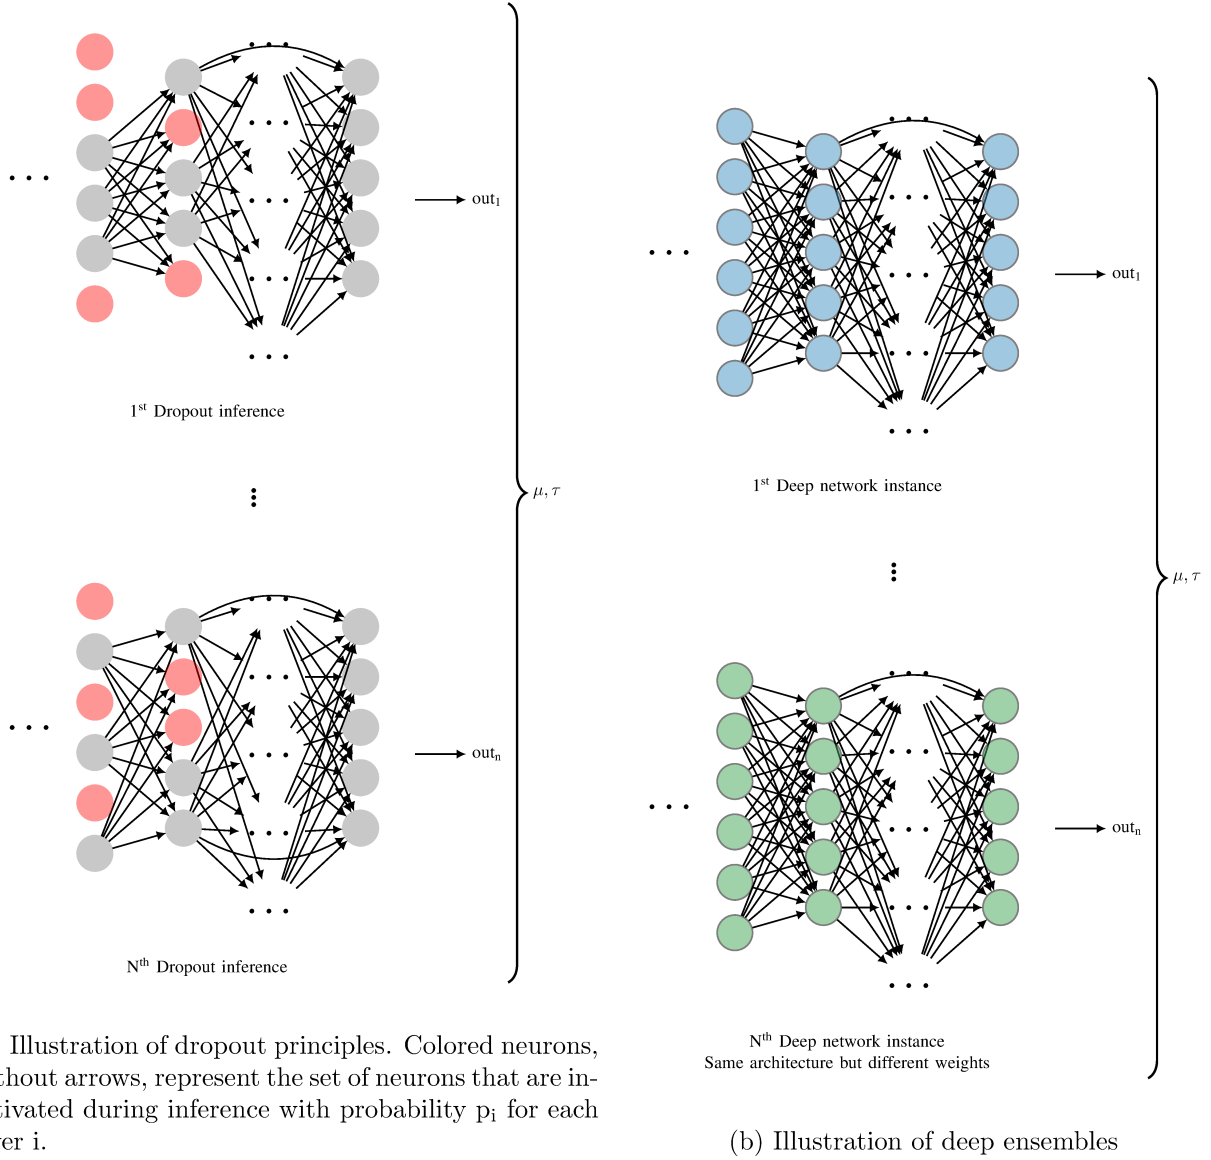 out₁
1ˢᵗ Dropout inference
μ, τ
outₙ
Nᵗʰ Dropout inference
Illustration of dropout principles. Colored neurons,
without arrows, represent the set of neurons that are in-
tivated during inference with probability pᵢ for each
er i.
out₁
1ˢᵗ Deep network instance
μ, τ
outₙ
Nᵗʰ Deep network instance
Same architecture but different weights
(b) Illustration of deep ensembles